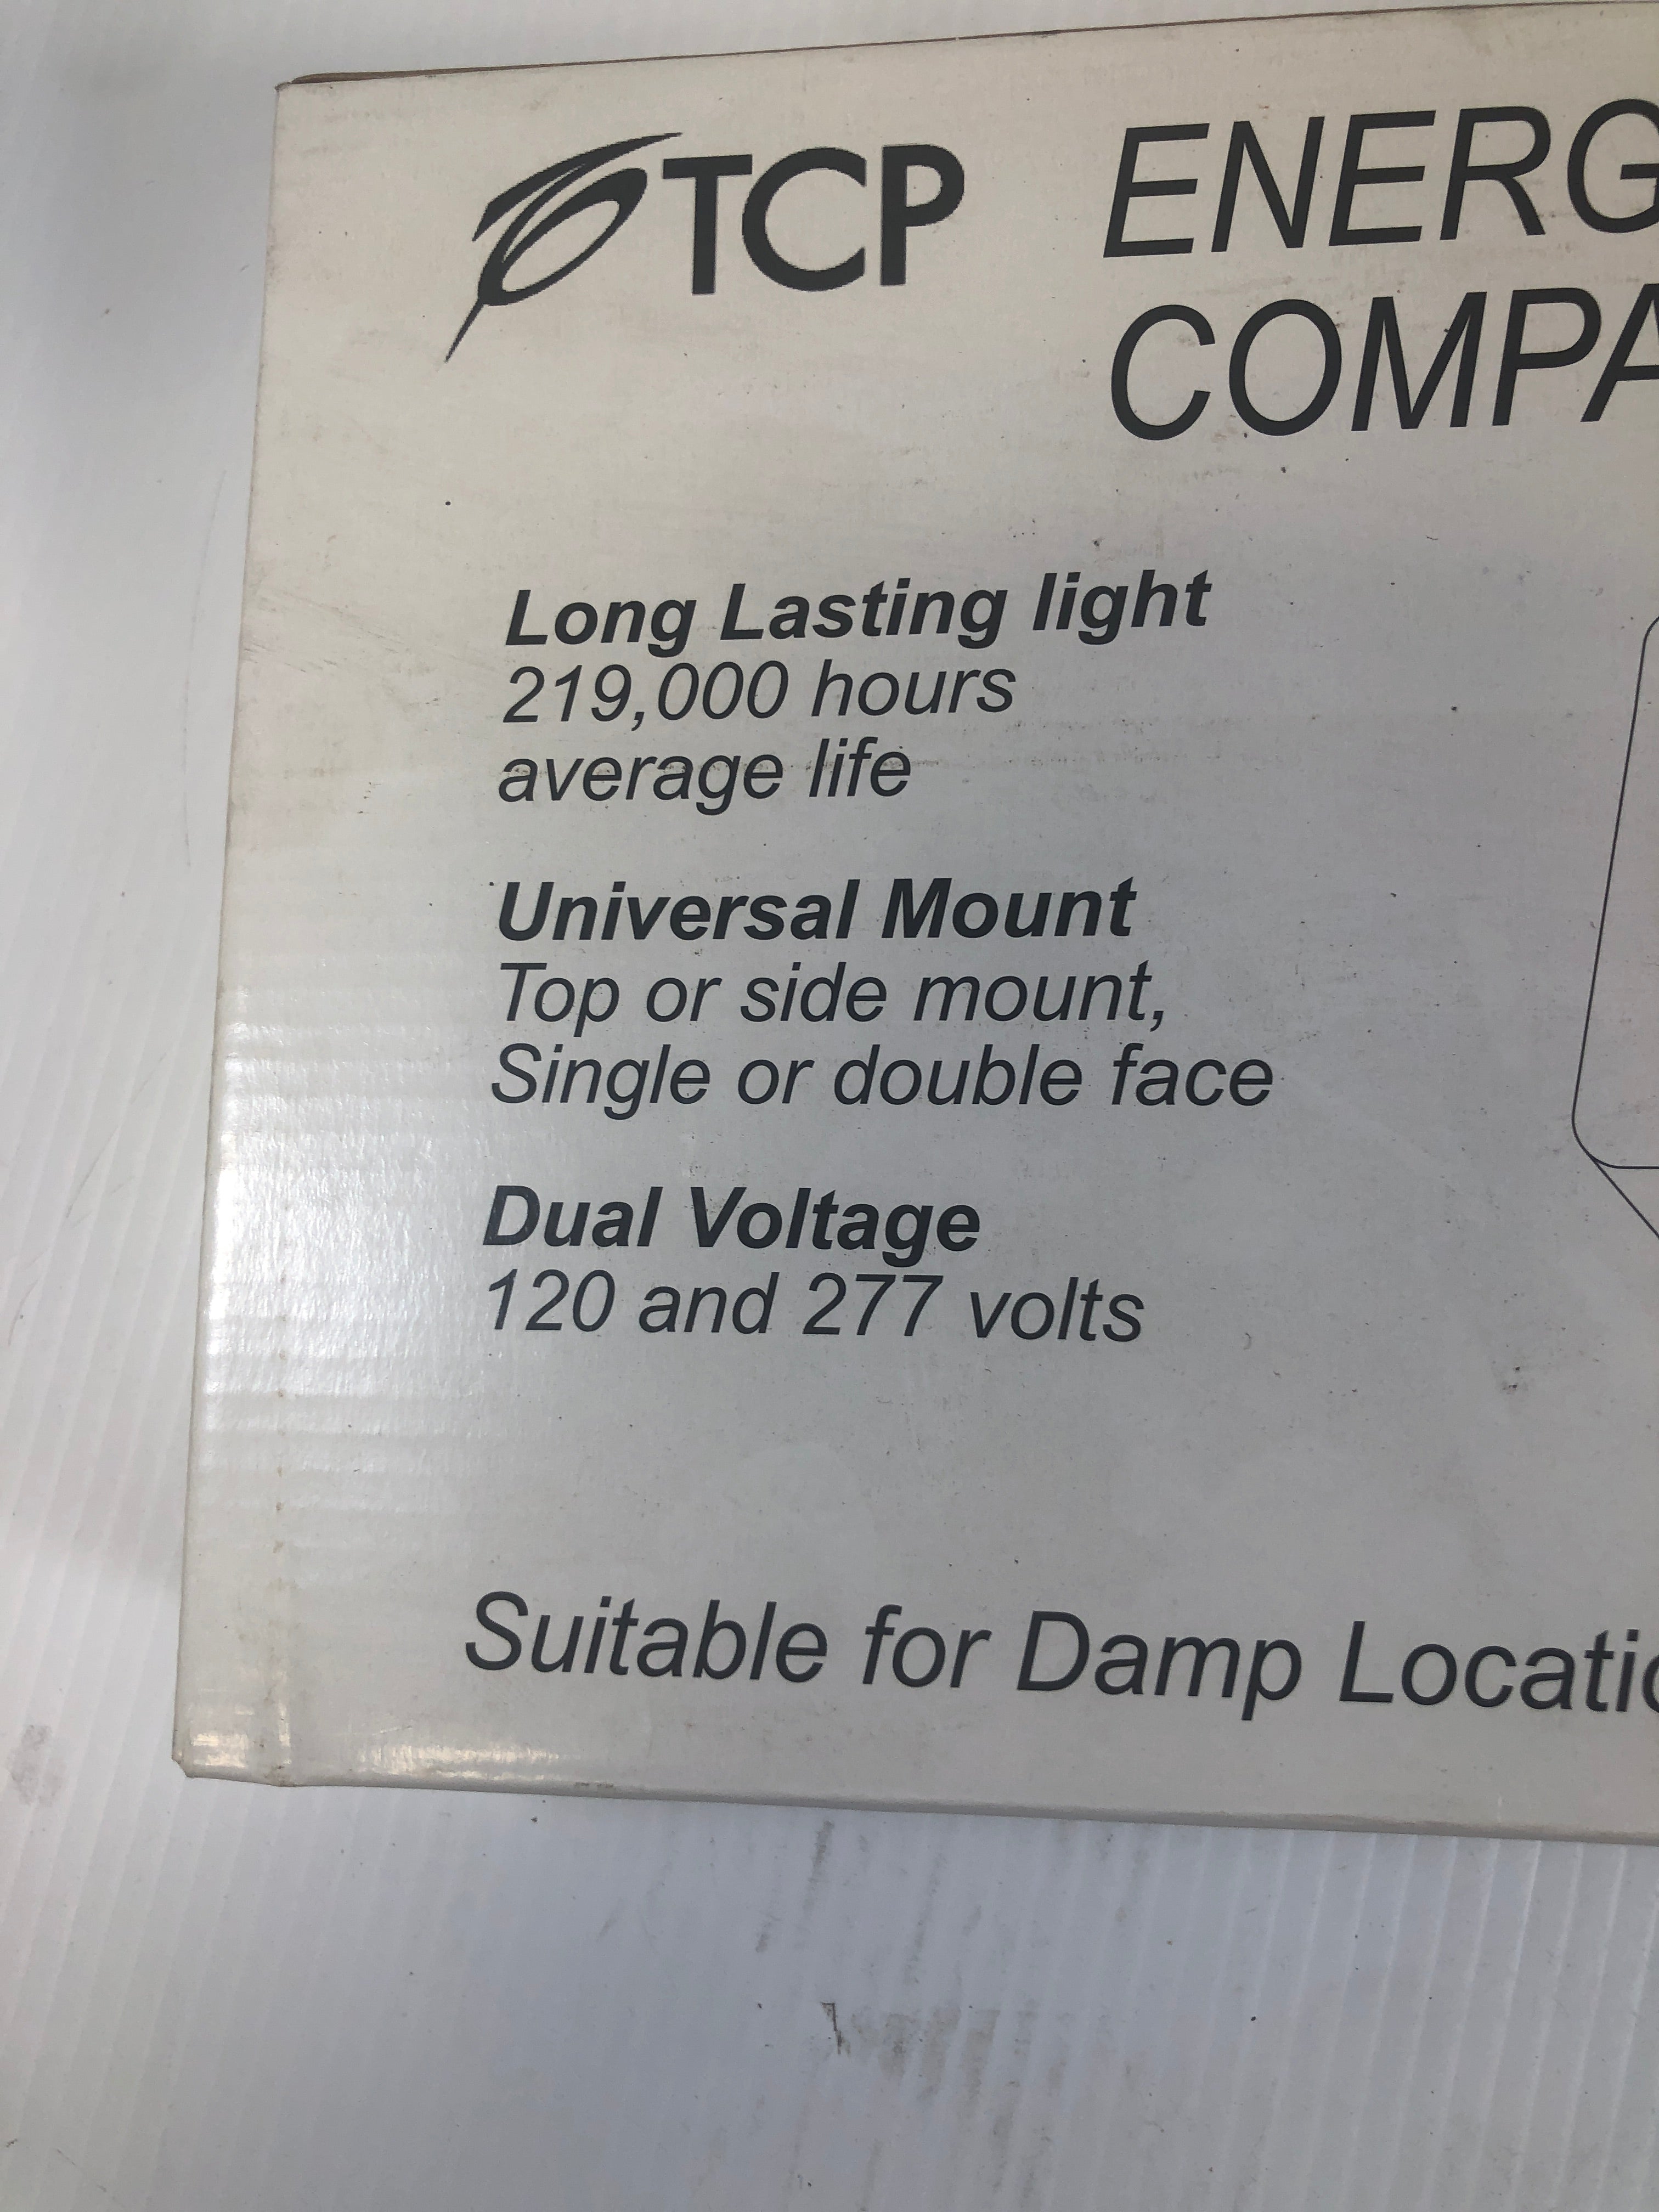 TCP
ENERG
COMPA
Long Lasting light
219,000 hours
average life
Universal Mount
Top or side mount,
Single or double face
Dual Voltage
120 and 277 volts
Suitable for Damp Locatio